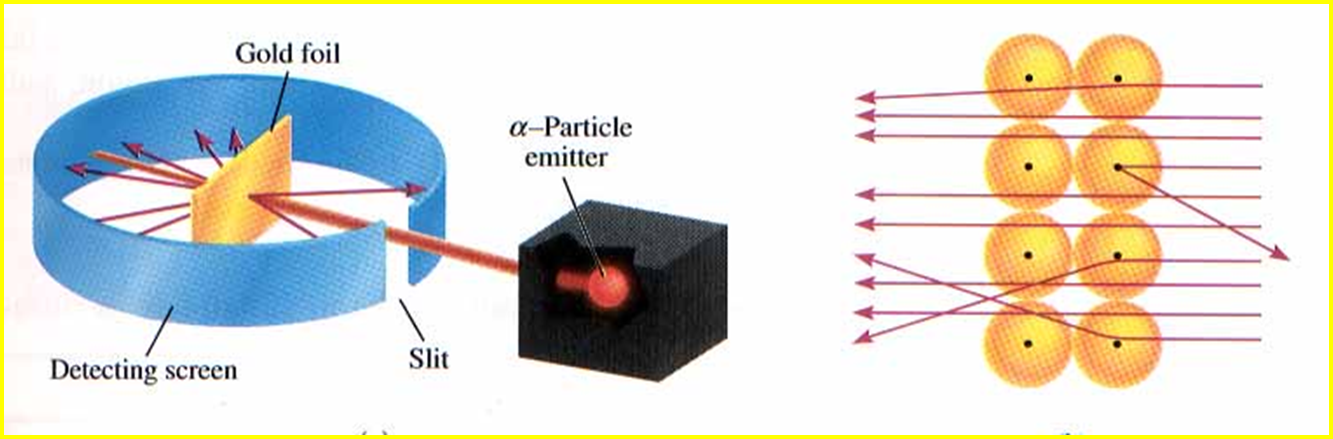 Gold foil
α–Particle
emitter
Slit
Detecting screen